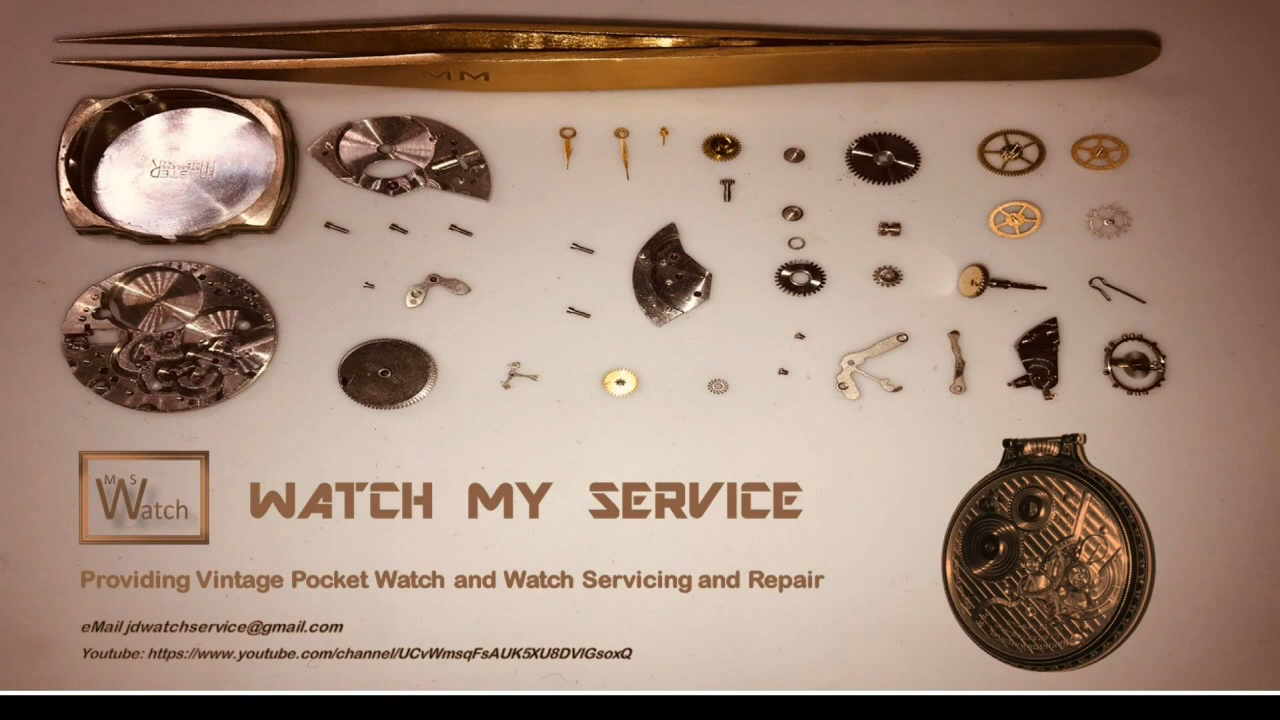 MM
M S
Watch
WATCH MY SERVICE
Providing Vintage Pocket Watch and Watch Servicing and Repair
eMail jdwatchservice@gmail.com
Youtube: https://www.youtube.com/channel/UCvWmsqFsAUK5XU8DVIGsoxQ